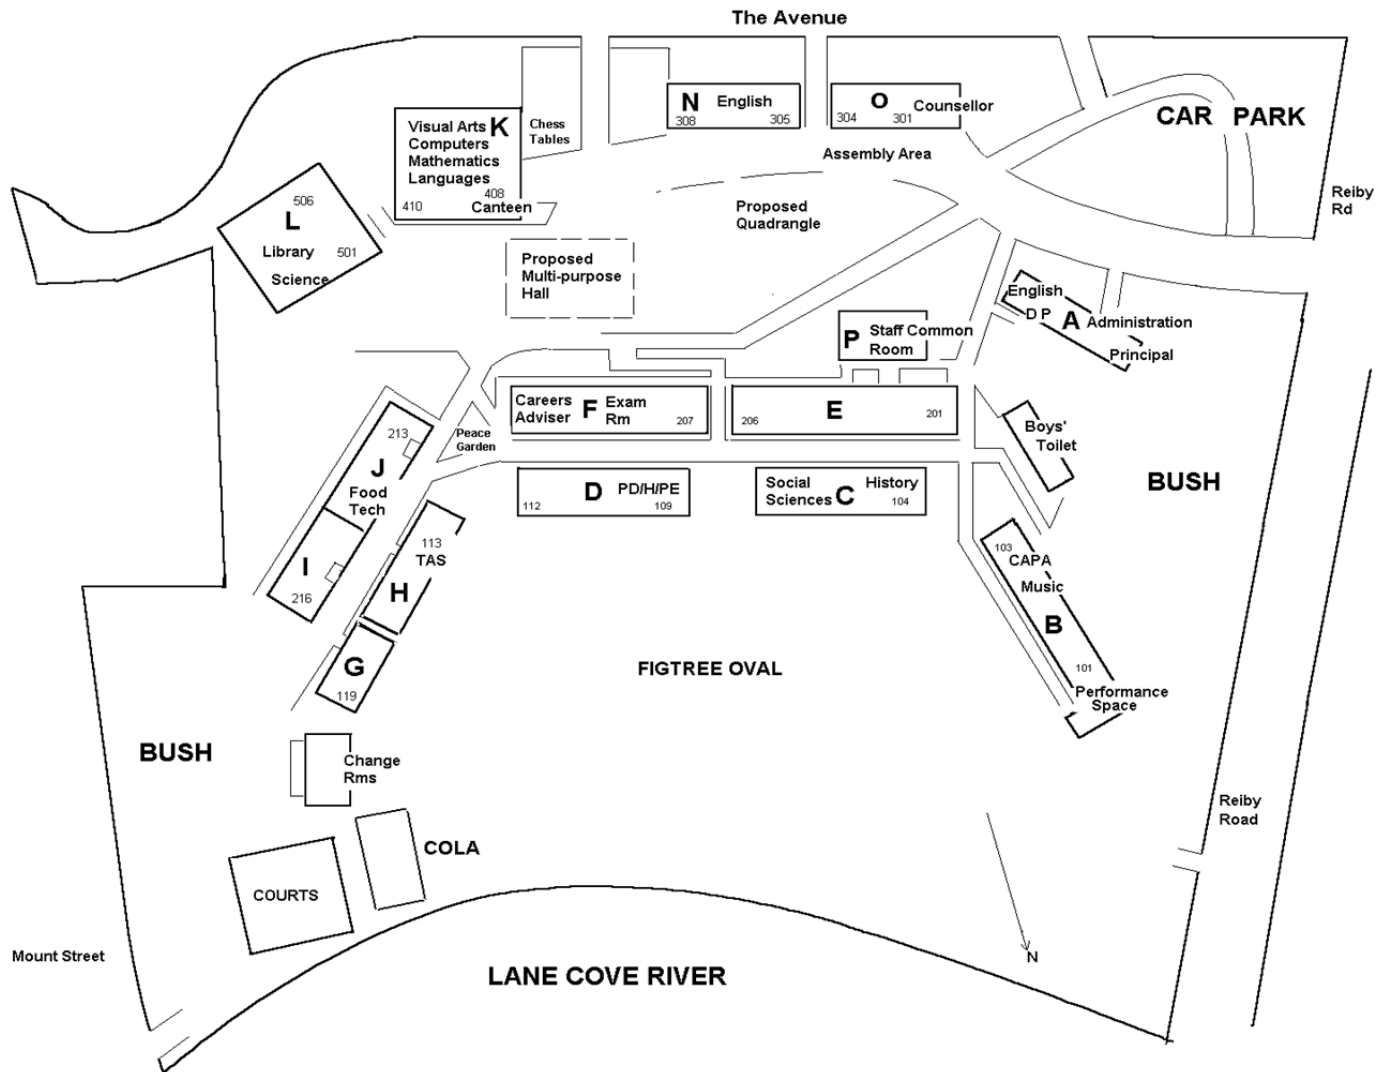 The Avenue
N English
308 305
O Counsellor
304 301
CAR PARK
Visual Arts K
Computers
Mathematics
Languages
408
410
Canteen
Chess
Tables
Assembly Area
Reiby
Rd
506
L
Library 501
Science
Proposed
Quadrangle
Proposed
Multi-purpose
Hall
English
D P A Administration
Principal
P Staff Common
Room
Careers
Adviser
F Exam
Rm
207
E
206 201
Boys'
Toilet
Peace
Garden
213
J
Food
Tech
I
216
D PD/H/PE
112 109
Social
Sciences C History
104
BUSH
113
TAS
H
G
119
103
CAPA
Music
B
101
Performance
Space
FIGTREE OVAL
BUSH
Change
Rms
COLA
COURTS
Reiby
Road
N
Mount Street
LANE COVE RIVER